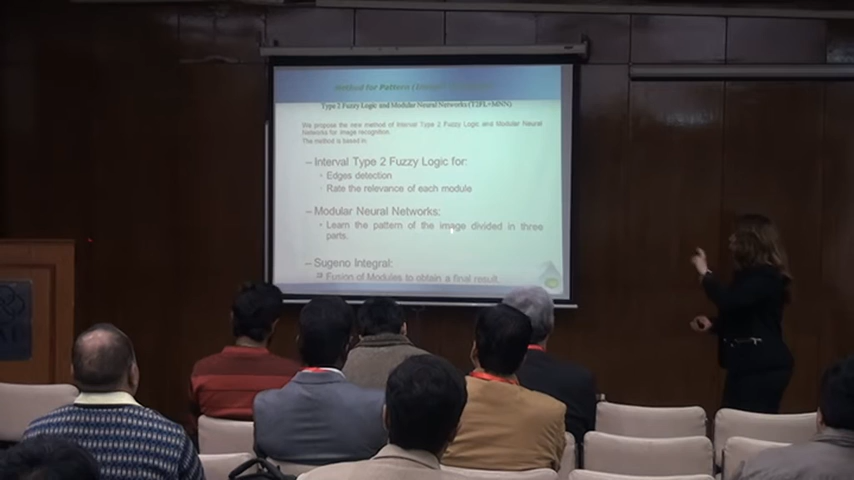 Method for Pattern
Type 2 Fuzzy Logic and Modular Neural Networks (T2FL+MNN)
We propose the new method of Interval Type 2 Fuzzy Logic and Modular Neural
Networks for image recognition.
The method is based in:
– Interval Type 2 Fuzzy Logic for:
• Edges detection
• Rate the relevance of each module
– Modular Neural Networks:
• Learn the pattern of the image divided in three
parts.
– Sugeno Integral:
Fusion of Modules to obtain a final result.